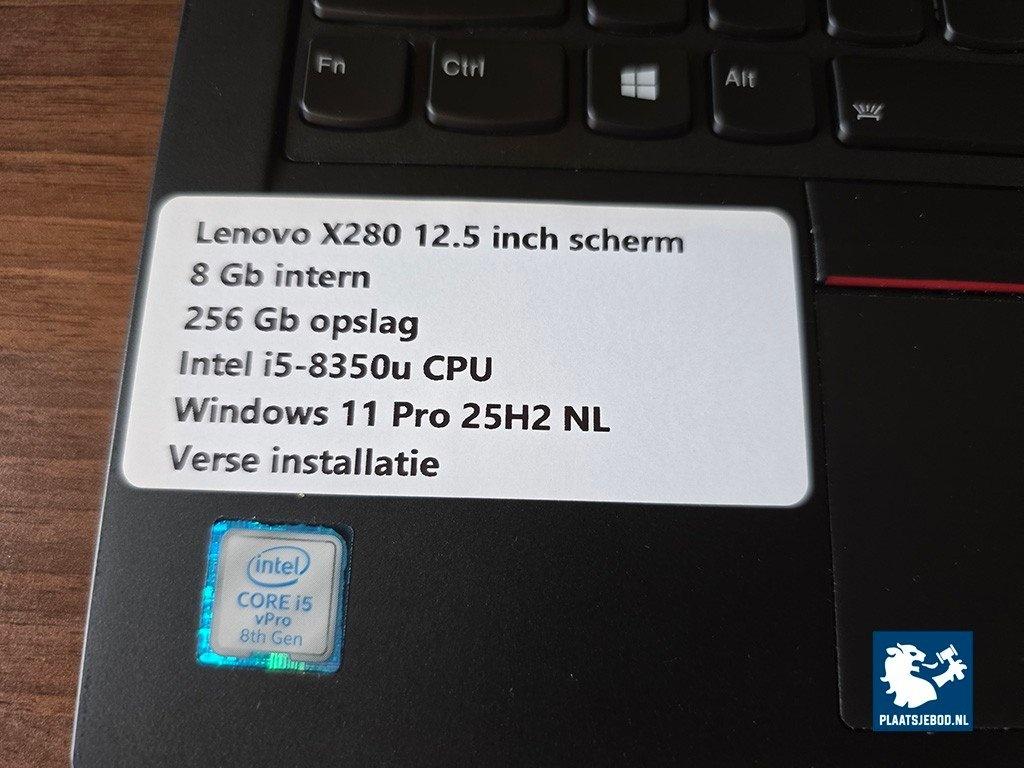 Fn Ctrl Alt
Lenovo X280 12.5 inch scherm
8 Gb intern
256 Gb opslag
Intel i5-8350u CPU
Windows 11 Pro 25H2 NL
Verse installatie
intel
CORE i5
vPro
8th Gen
PLAATSJEBOD.NL